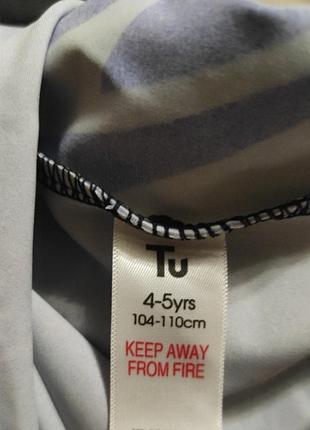 Tu
4-5yrs
104-110cm
KEEP AWAY
FROM FIRE